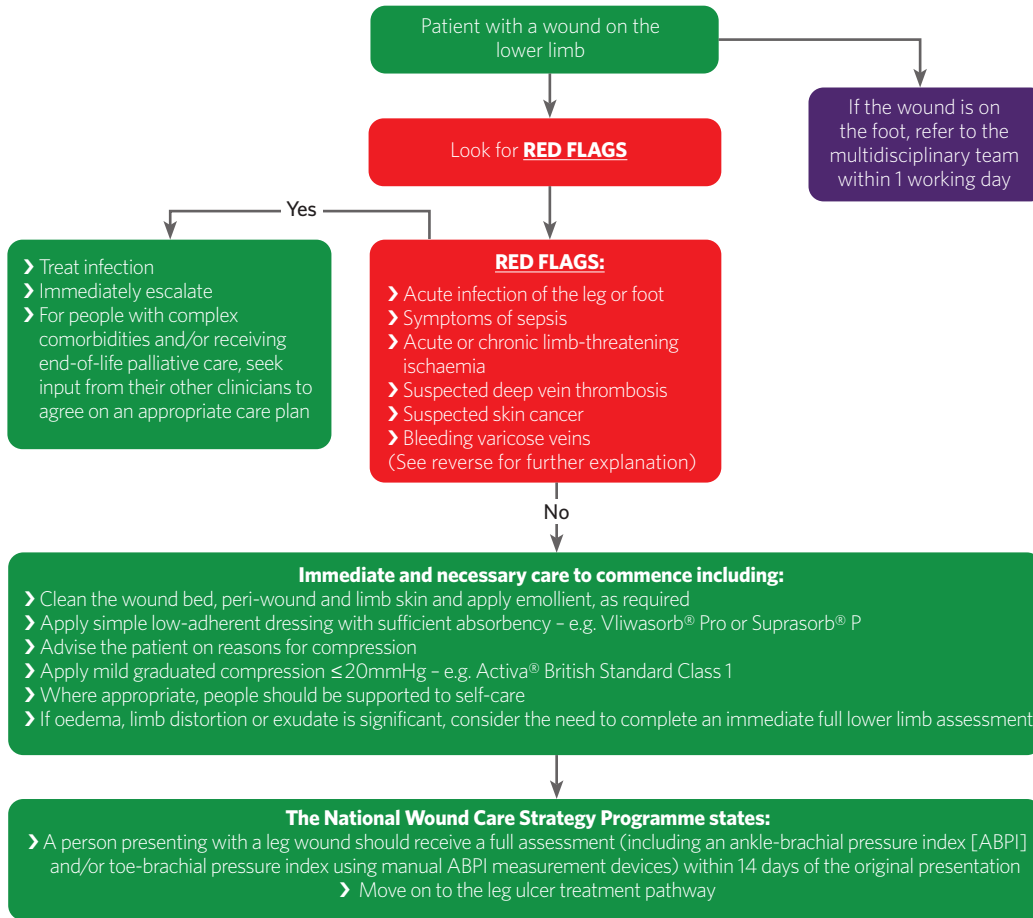 Patient with a wound on the
lower limb
If the wound is on
the foot, refer to the
multidisciplinary team
within 1 working day
Look for RED FLAGS
Yes
❯ Treat infection
❯ Immediately escalate
❯ For people with complex
comorbidities and/or receiving
end-of-life palliative care, seek
input from their other clinicians to
agree on an appropriate care plan
RED FLAGS:
❯ Acute infection of the leg or foot
❯ Symptoms of sepsis
❯ Acute or chronic limb-threatening
ischaemia
❯ Suspected deep vein thrombosis
❯ Suspected skin cancer
❯ Bleeding varicose veins
(See reverse for further explanation)
No
Immediate and necessary care to commence including:
❯ Clean the wound bed, peri-wound and limb skin and apply emollient, as required
❯ Apply simple low-adherent dressing with sufficient absorbency – e.g. Vliwasorb® Pro or Suprasorb® P
❯ Advise the patient on reasons for compression
❯ Apply mild graduated compression ≤20mmHg – e.g. Activa® British Standard Class 1
❯ Where appropriate, people should be supported to self-care
❯ If oedema, limb distortion or exudate is significant, consider the need to complete an immediate full lower limb assessment
The National Wound Care Strategy Programme states:
❯ A person presenting with a leg wound should receive a full assessment (including an ankle-brachial pressure index [ABPI]
and/or toe-brachial pressure index using manual ABPI measurement devices) within 14 days of the original presentation
❯ Move on to the leg ulcer treatment pathway